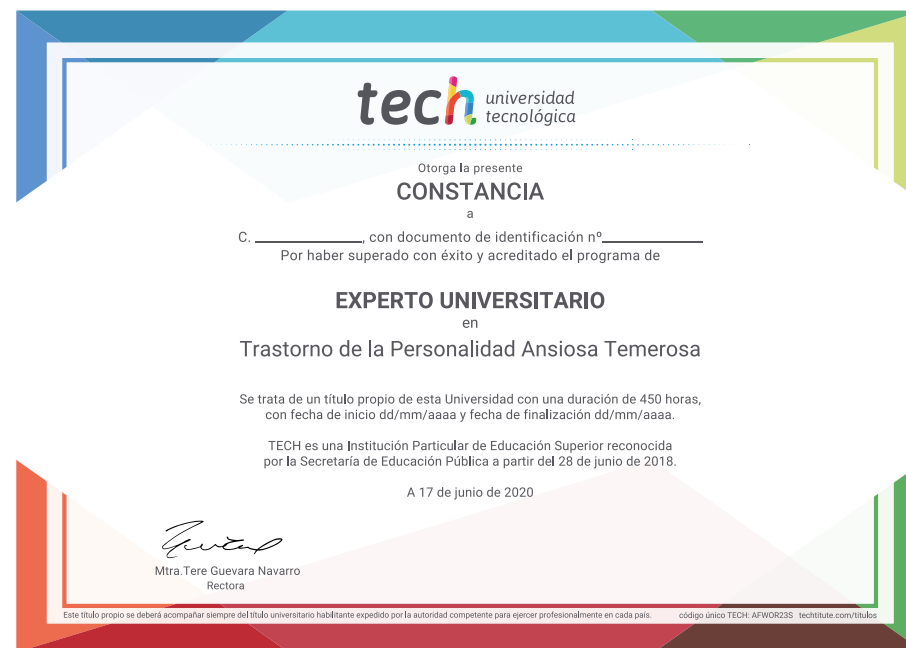 tech universidad
tecnológica
Otorga la presente
CONSTANCIA
a
C. ____________, con documento de identificación nº____________
Por haber superado con éxito y acreditado el programa de
EXPERTO UNIVERSITARIO
en
Trastorno de la Personalidad Ansiosa Temerosa
Se trata de un título propio de esta Universidad con una duración de 450 horas,
con fecha de inicio dd/mm/aaaa y fecha de finalización dd/mm/aaaa.
TECH es una Institución Particular de Educación Superior reconocida
por la Secretaría de Educación Pública a partir del 28 de junio de 2018.
A 17 de junio de 2020
Mtra.Tere Guevara Navarro
Rectora
Este título propio se deberá acompañar siempre del título universitario habilitante expedido por la autoridad competente para ejercer profesionalmente en cada país. código único TECH: AFWOR23S techtitute.com/titulos